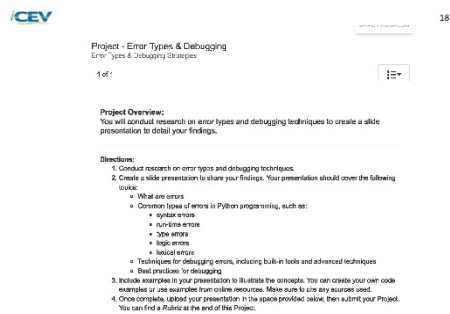 iCEV
18
Project - Error Types & Debugging
Error Types & Debugging Strategies
1 of 1
Project Overview:
You will conduct research on error types and debugging techniques to create a slide
presentation to detail your findings.
Directions:
1. Conduct research on error types and debugging techniques.
2. Create a slide presentation to share your findings. Your presentation should cover the following
topics:
What are errors
Common types of errors in Python programming, such as:
syntax errors
run-time errors
type errors
logic errors
lexical errors
Techniques for debugging errors, including built-in tools and advanced techniques
Best practices for debugging
3. Include examples in your presentation to illustrate the concepts. You can create your own code
examples or use examples from online resources. Make sure to cite any sources used.
4. Once complete, upload your presentation in the space provided below, then submit your Project.
You can find a Rubric at the end of this Project.